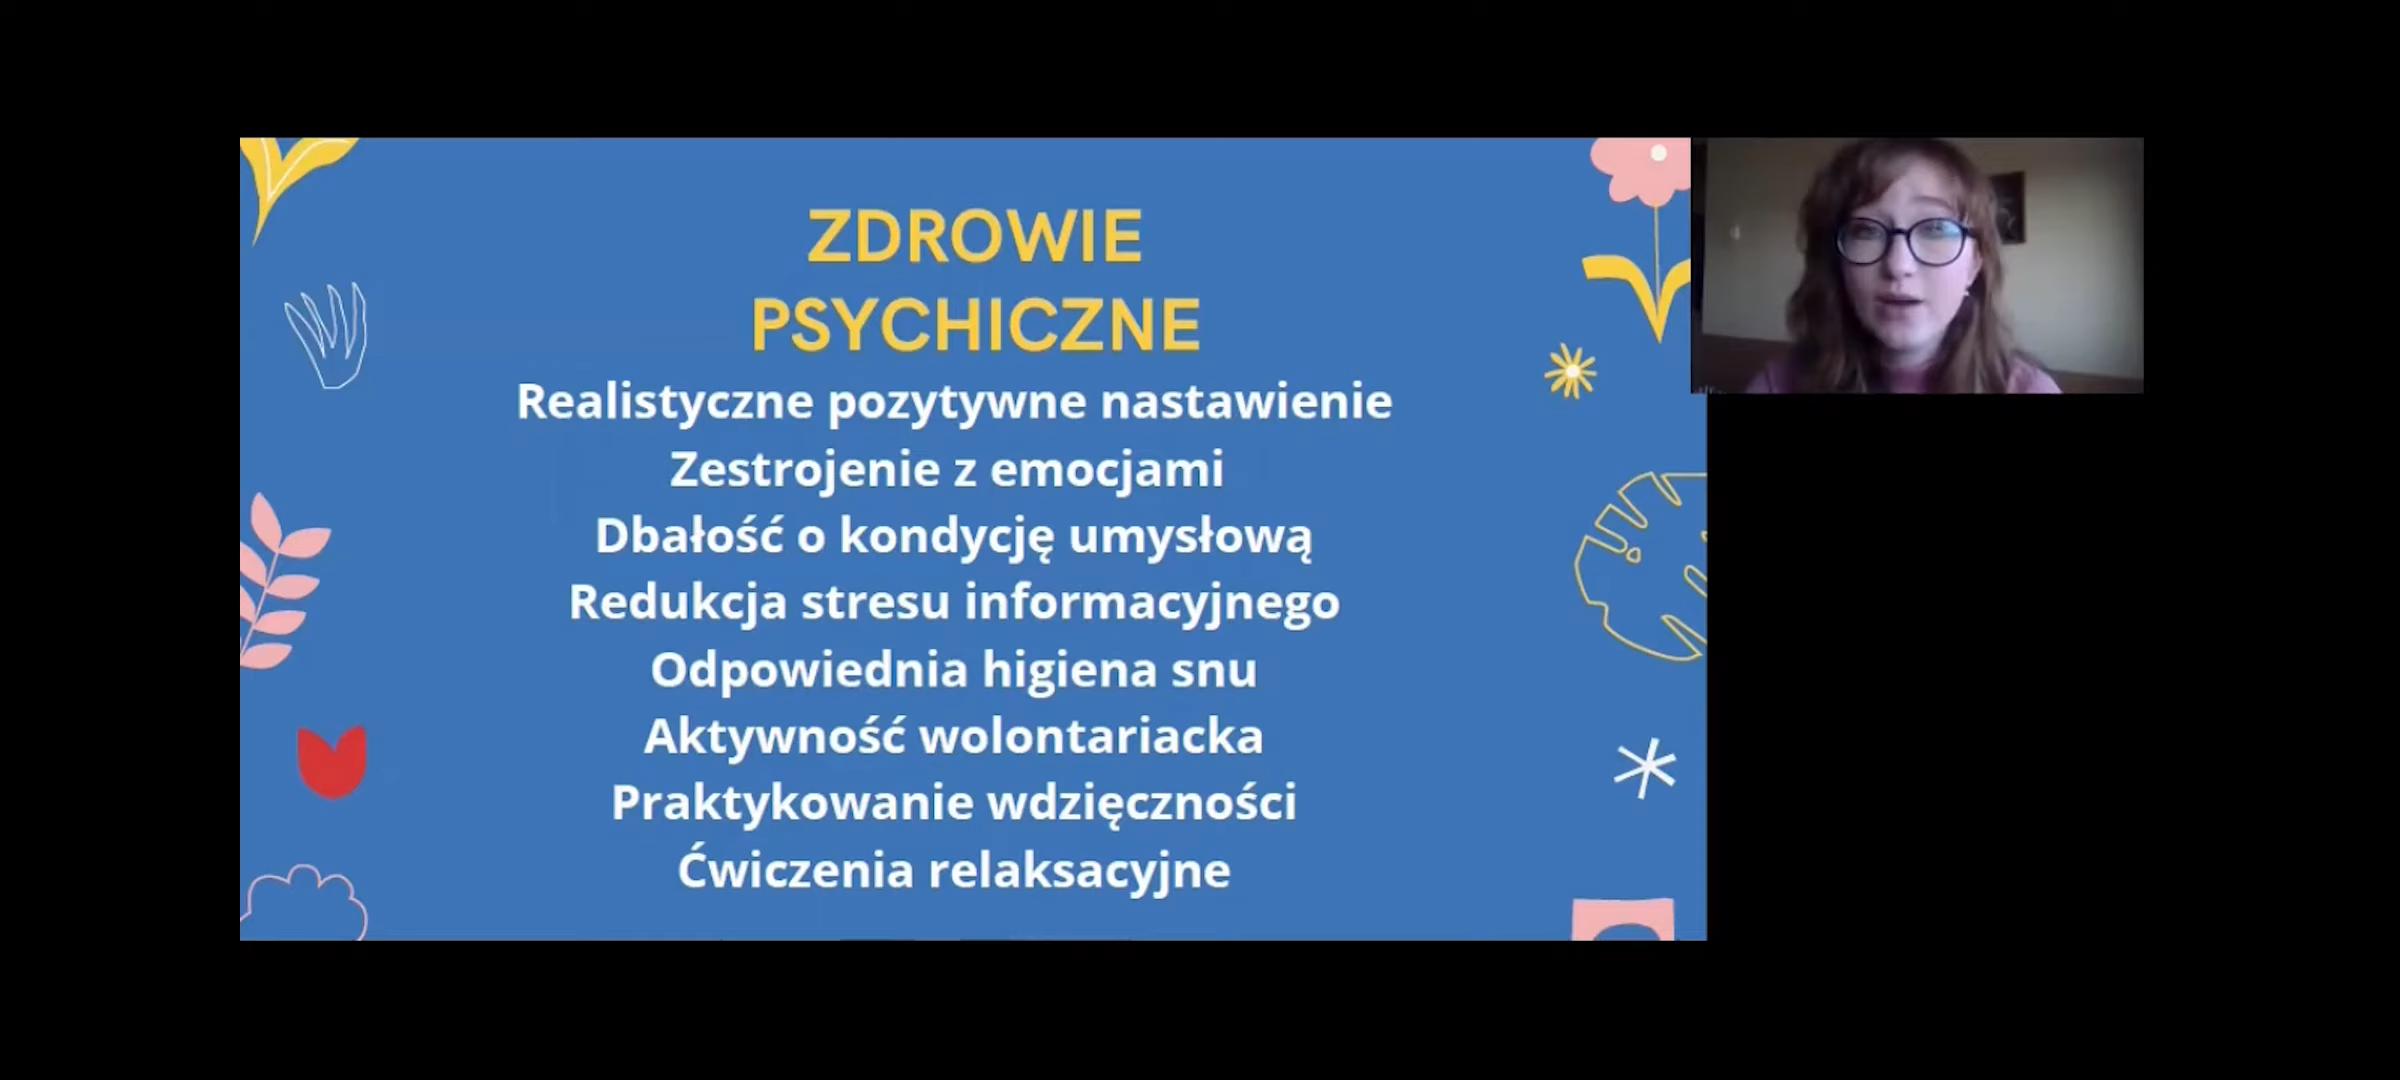 ZDROWIE
PSYCHICZNE
Realistyczne pozytywne nastawienie
Zestrojenie z emocjami
Dbałość o kondycję umysłową
Redukcja stresu informacyjnego
Odpowiednia higiena snu
Aktywność wolontariacka
Praktykowanie wdzięczności
Ćwiczenia relaksacyjne